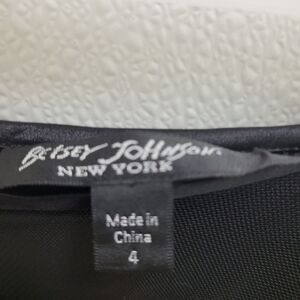 BETSEY JOHNSON.
NEW YORK
Made in
China
4